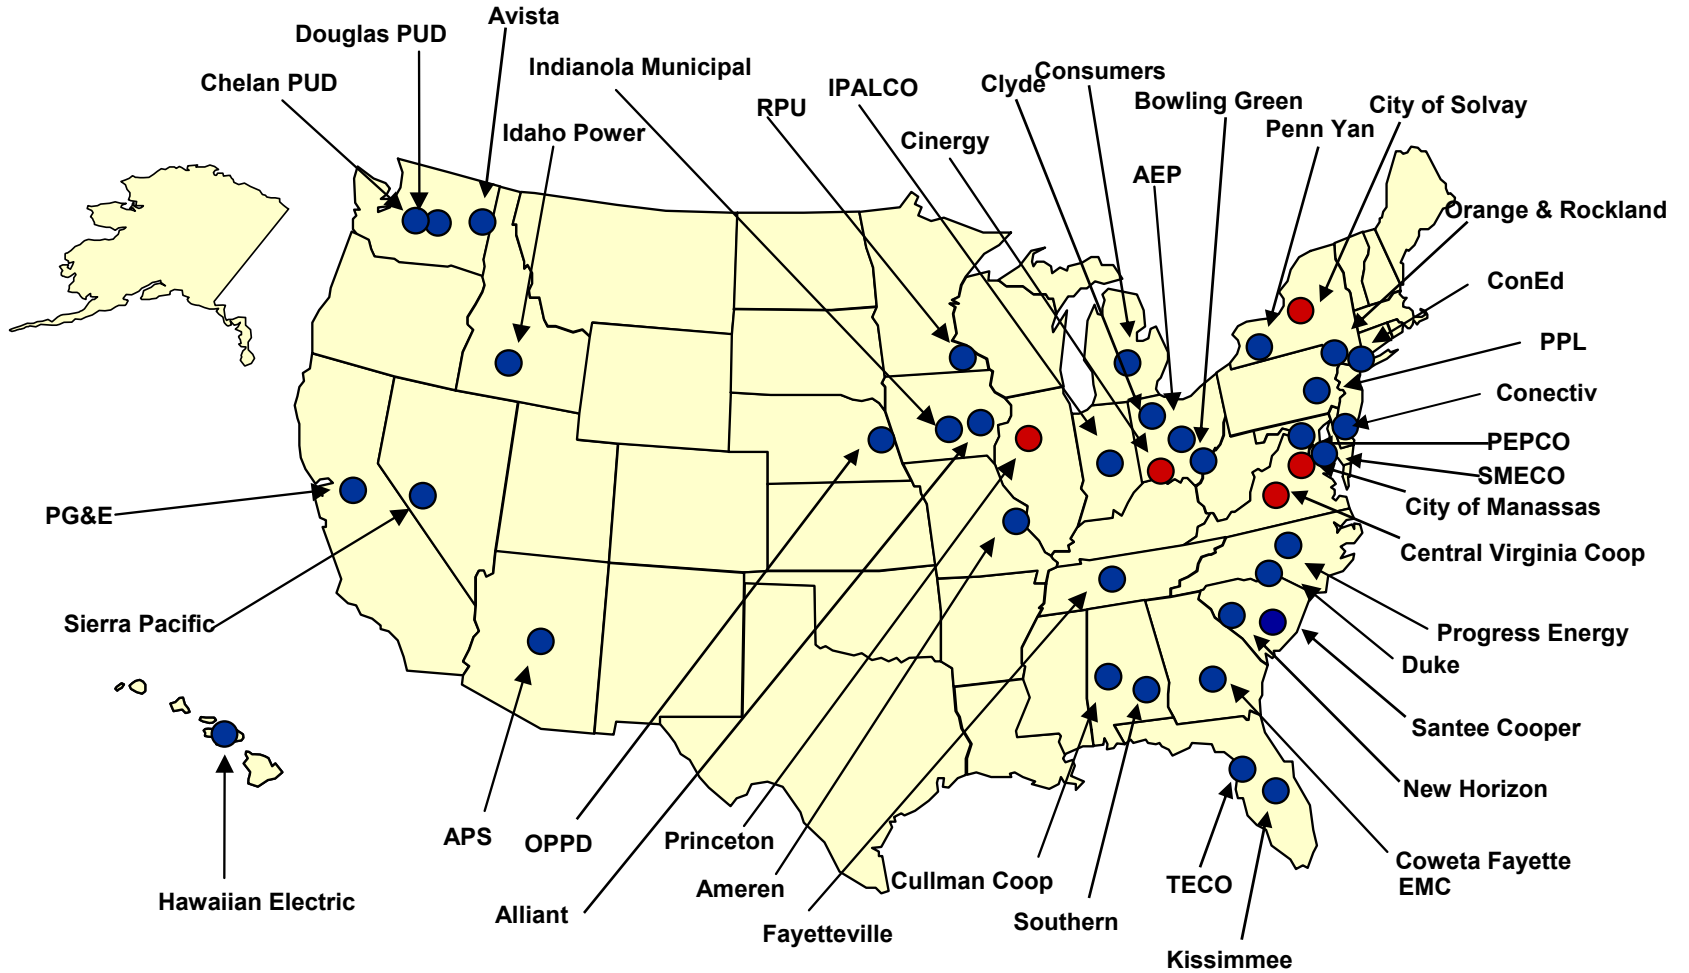 Avista
Douglas PUD
Chelan PUD
Indianola Municipal
Idaho Power
RPU
IPALCO
Cinergy
Clyde
Consumers
Bowling Green
AEP
Penn Yan
City of Solvay
Orange & Rockland
ConEd
PPL
Conectiv
PEPCO
SMECO
City of Manassas
Central Virginia Coop
Progress Energy
Duke
Santee Cooper
New Horizon
Coweta Fayette
EMC
PG&E
Sierra Pacific
Hawaiian Electric
APS
OPPD
Alliant
Princeton
Ameren
Fayetteville
Cullman Coop
Southern
TECO
Kissimmee